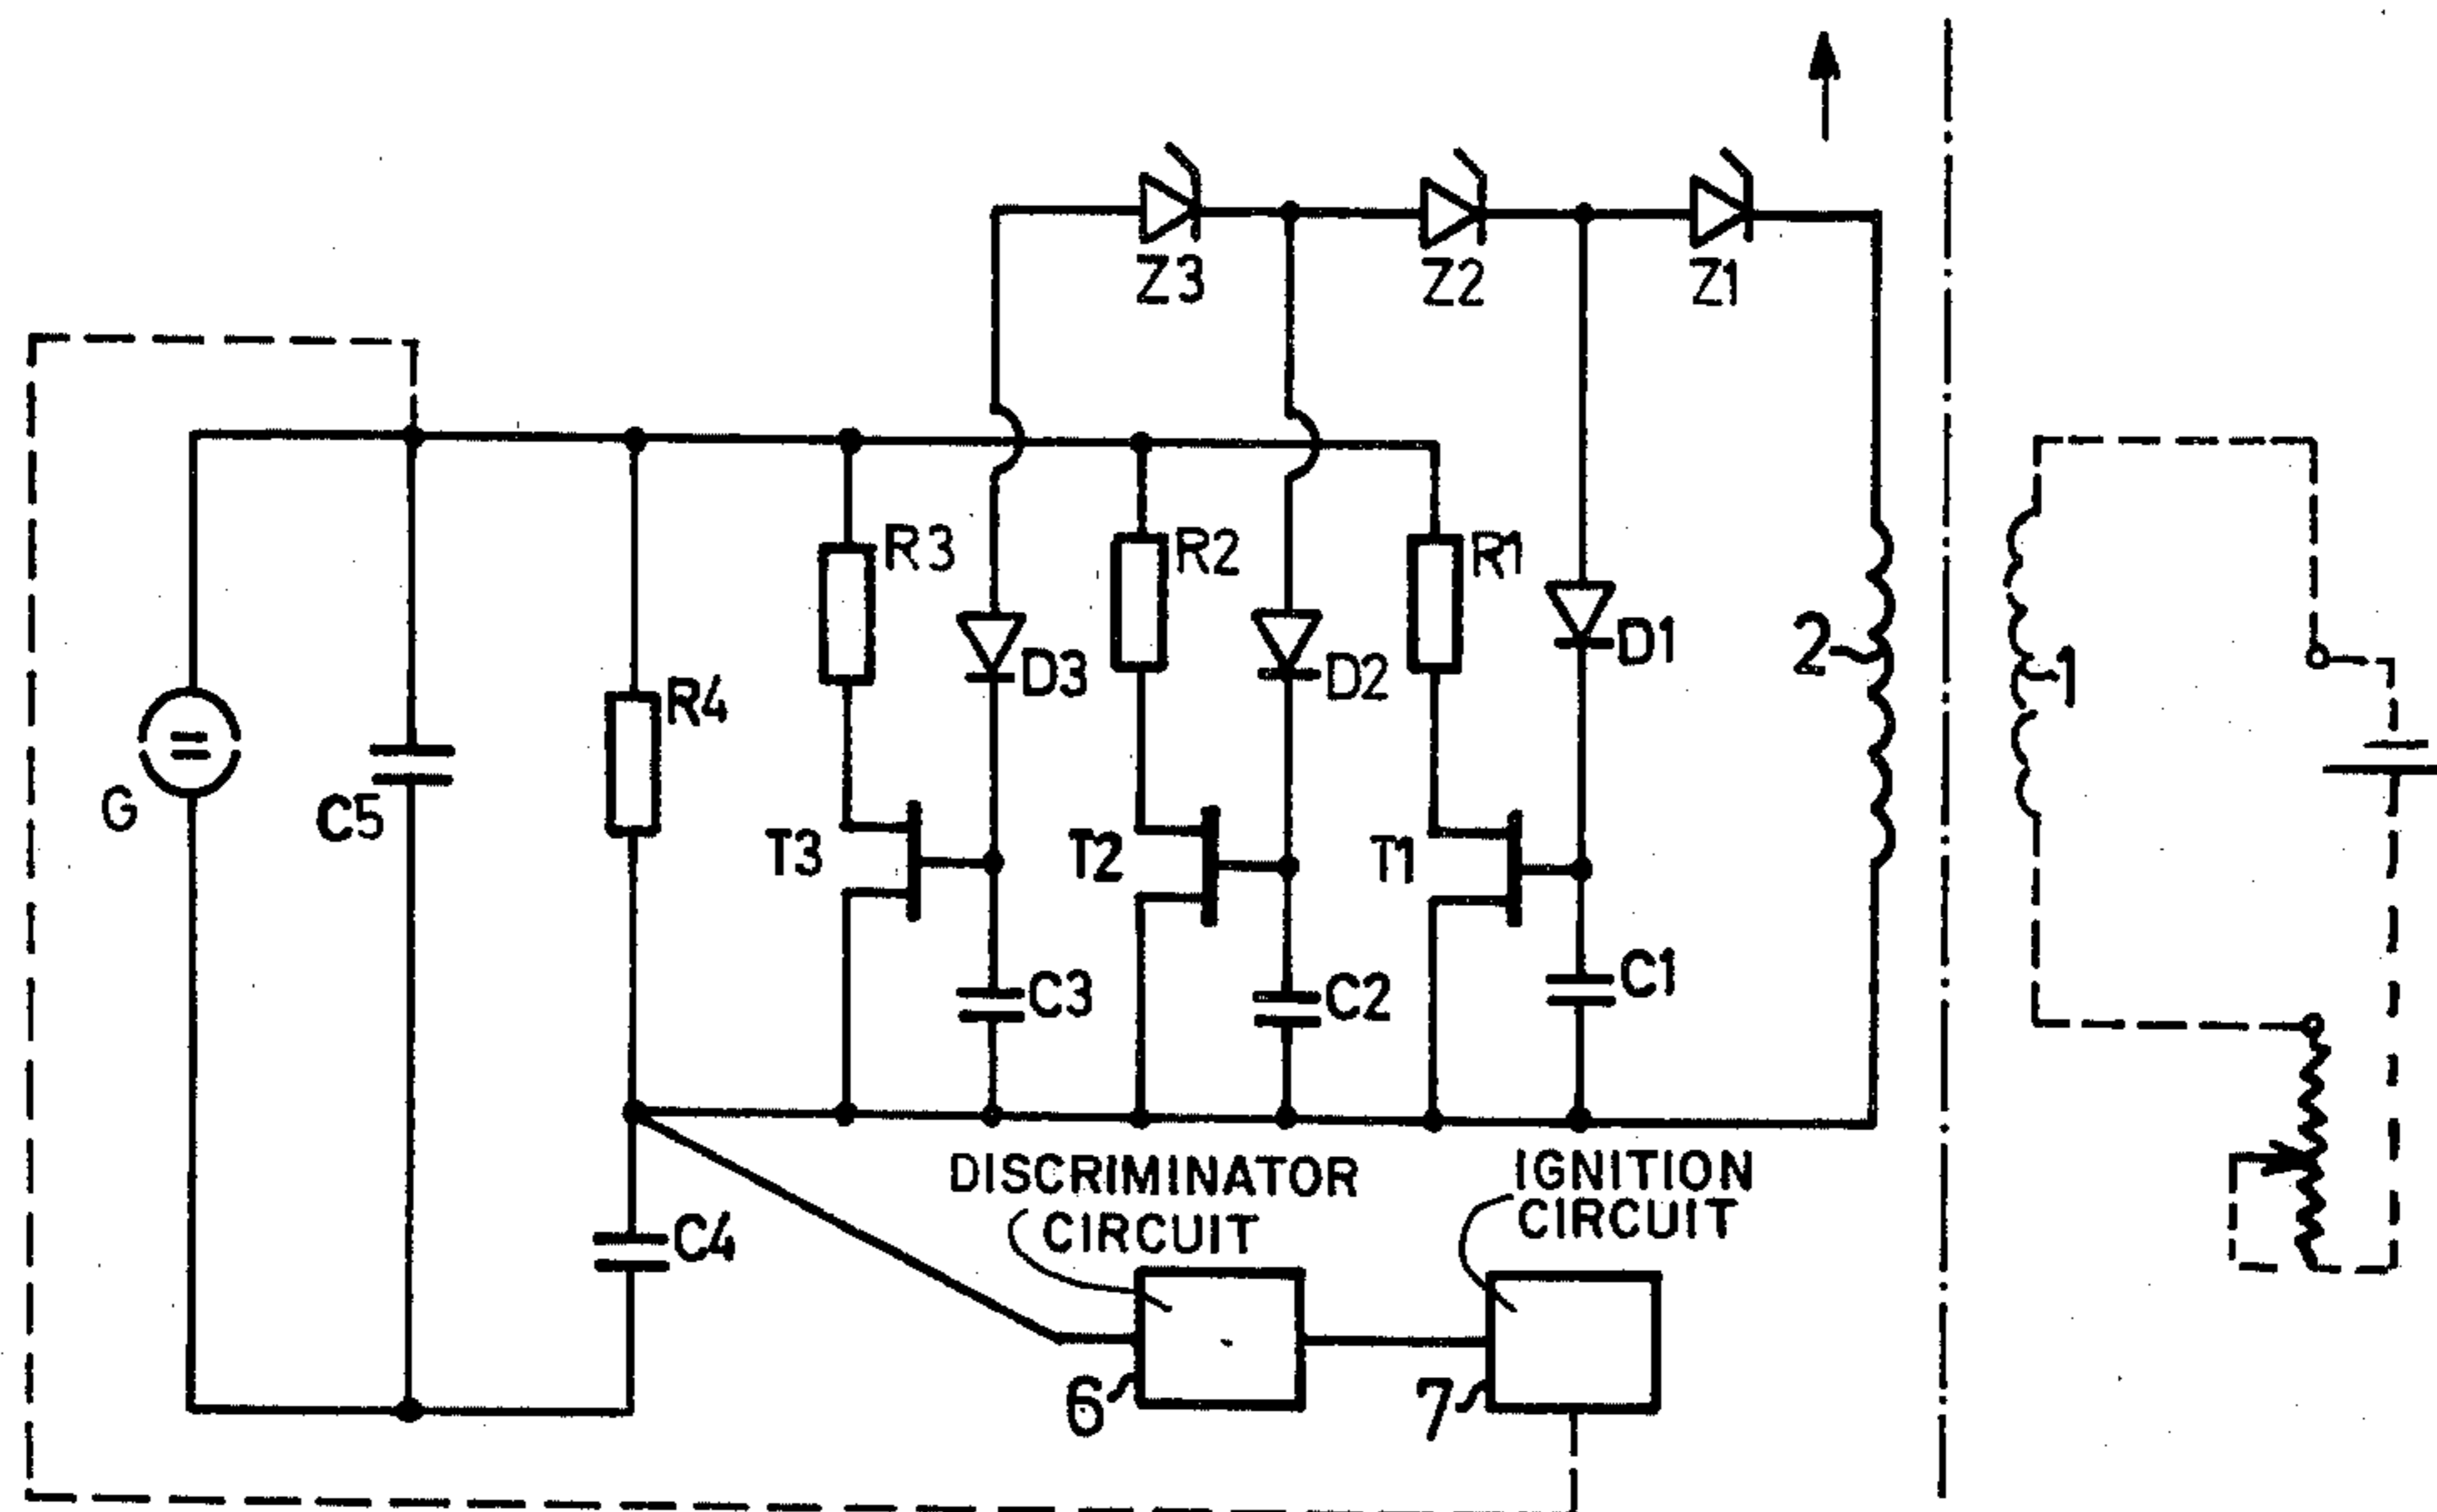 Z3
Z2
Z1
R3
R2
R1
D3
D2
D1
2
1
R4
G
C5
T3
T2
T1
C3
C2
C1
DISCRIMINATOR
CIRCUIT
IGNITION
CIRCUIT
C4
6
7